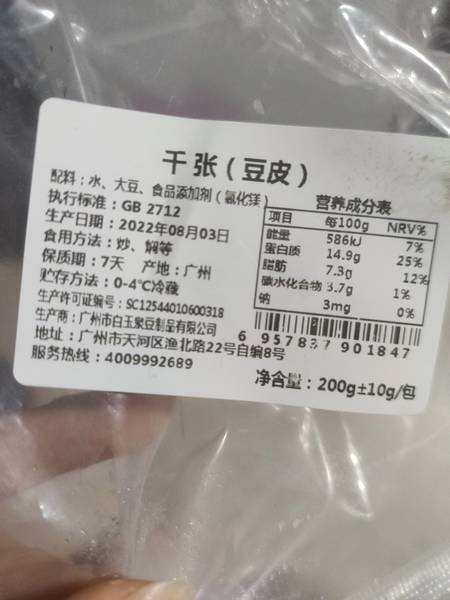 千张（豆皮）
配料：水、大豆、食品添加剂（氯化镁）
执行标准：GB 2712
生产日期：2022年08月03日
食用方法：炒、焖等
保质期：7天 产地：广州
贮存方法：0-4℃冷藏
生产许可证编号：SC12544010600318
生产商：广州市白玉泉豆制品有限公司
地址：广州市天河区渔北路22号自编8号
服务热线：4009992689
营养成分表
项目 每100g NRV%
能量 586kJ 7%
蛋白质 14.9g 25%
脂肪 7.3g 12%
碳水化合物 3.7g 1%
钠 3mg 0%
6 957837 901847
净含量：200g±10g/包